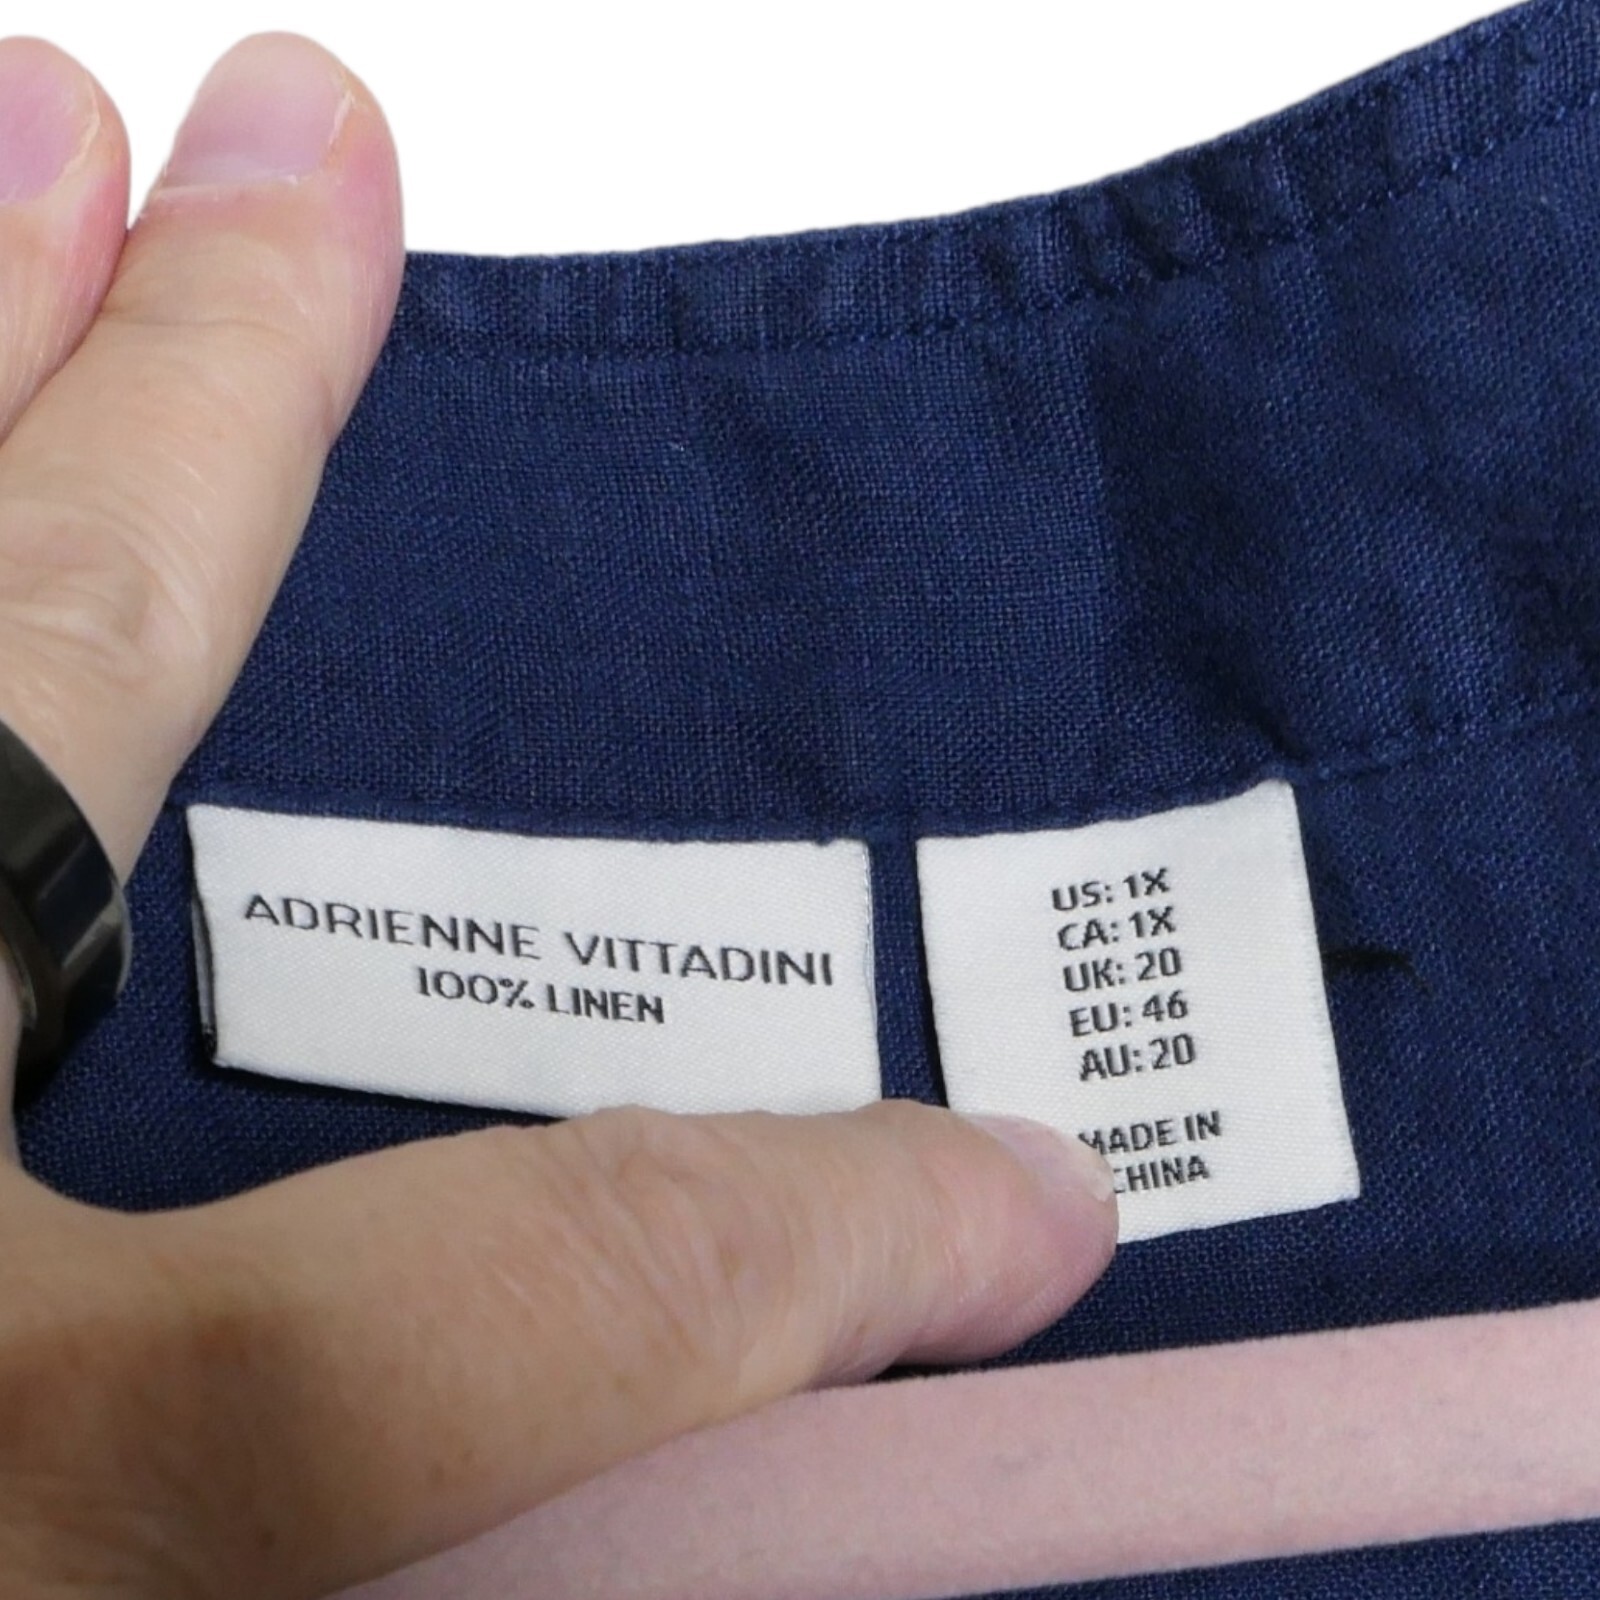 ADRIENNE VITTADINI
100% LINEN
US: 1X
CA: 1X
UK: 20
EU: 46
AU: 20
MADE IN
CHINA